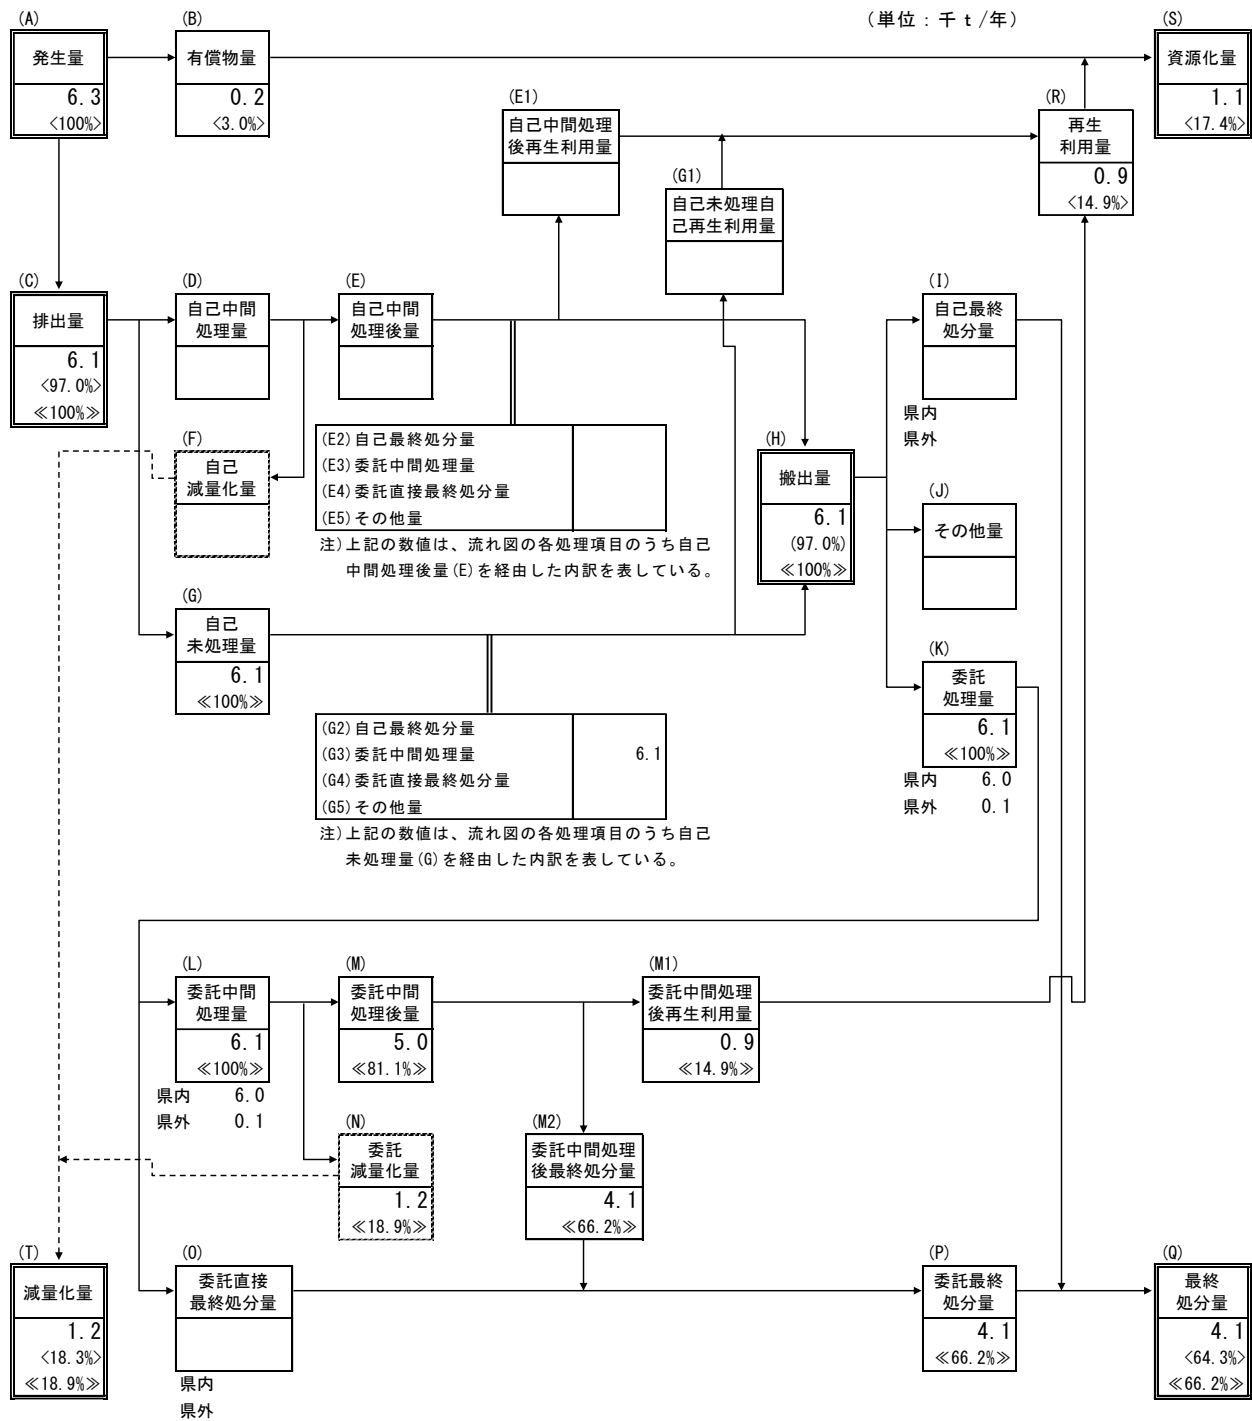 (A)
発生量
6.3
<100%>
(B)
有償物量
0.2
<3.0%>
(単位：千ｔ/年)
(S)
資源化量
1.1
<17.4%>
(E1)
自己中間処理
後再生利用量
(R)
再生
利用量
0.9
<14.9%>
(G1)
自己未処理自
己再生利用量
(C)
排出量
6.1
<97.0%>
≪100%≫
(D)
自己中間
処理量
(E)
自己中間
処理後量
(I)
自己最終
処分量
県内
県外
(F)
自己
減量化量
(E2)自己最終処分量
(E3)委託中間処理量
(E4)委託直接最終処分量
(E5)その他量
注)上記の数値は、流れ図の各処理項目のうち自己
中間処理後量(E)を経由した内訳を表している。
(H)
搬出量
6.1
(97.0%)
≪100%≫
(J)
その他量
(G)
自己
未処理量
6.1
≪100%≫
(K)
委託
処理量
6.1
≪100%≫
県内 6.0
県外 0.1
(G2)自己最終処分量
(G3)委託中間処理量 6.1
(G4)委託直接最終処分量
(G5)その他量
注)上記の数値は、流れ図の各処理項目のうち自己
未処理量(G)を経由した内訳を表している。
(L)
委託中間
処理量
6.1
≪100%≫
県内 6.0
県外 0.1
(M)
委託中間
処理後量
5.0
≪81.1%≫
(M1)
委託中間処理
後再生利用量
0.9
≪14.9%≫
(N)
委託
減量化量
1.2
≪18.9%≫
(M2)
委託中間処理
後最終処分量
4.1
≪66.2%≫
(T)
減量化量
1.2
<18.3%>
≪18.9%≫
(O)
委託直接
最終処分量
県内
県外
(P)
委託最終
処分量
4.1
≪66.2%≫
(Q)
最終
処分量
4.1
<64.3%>
≪66.2%≫